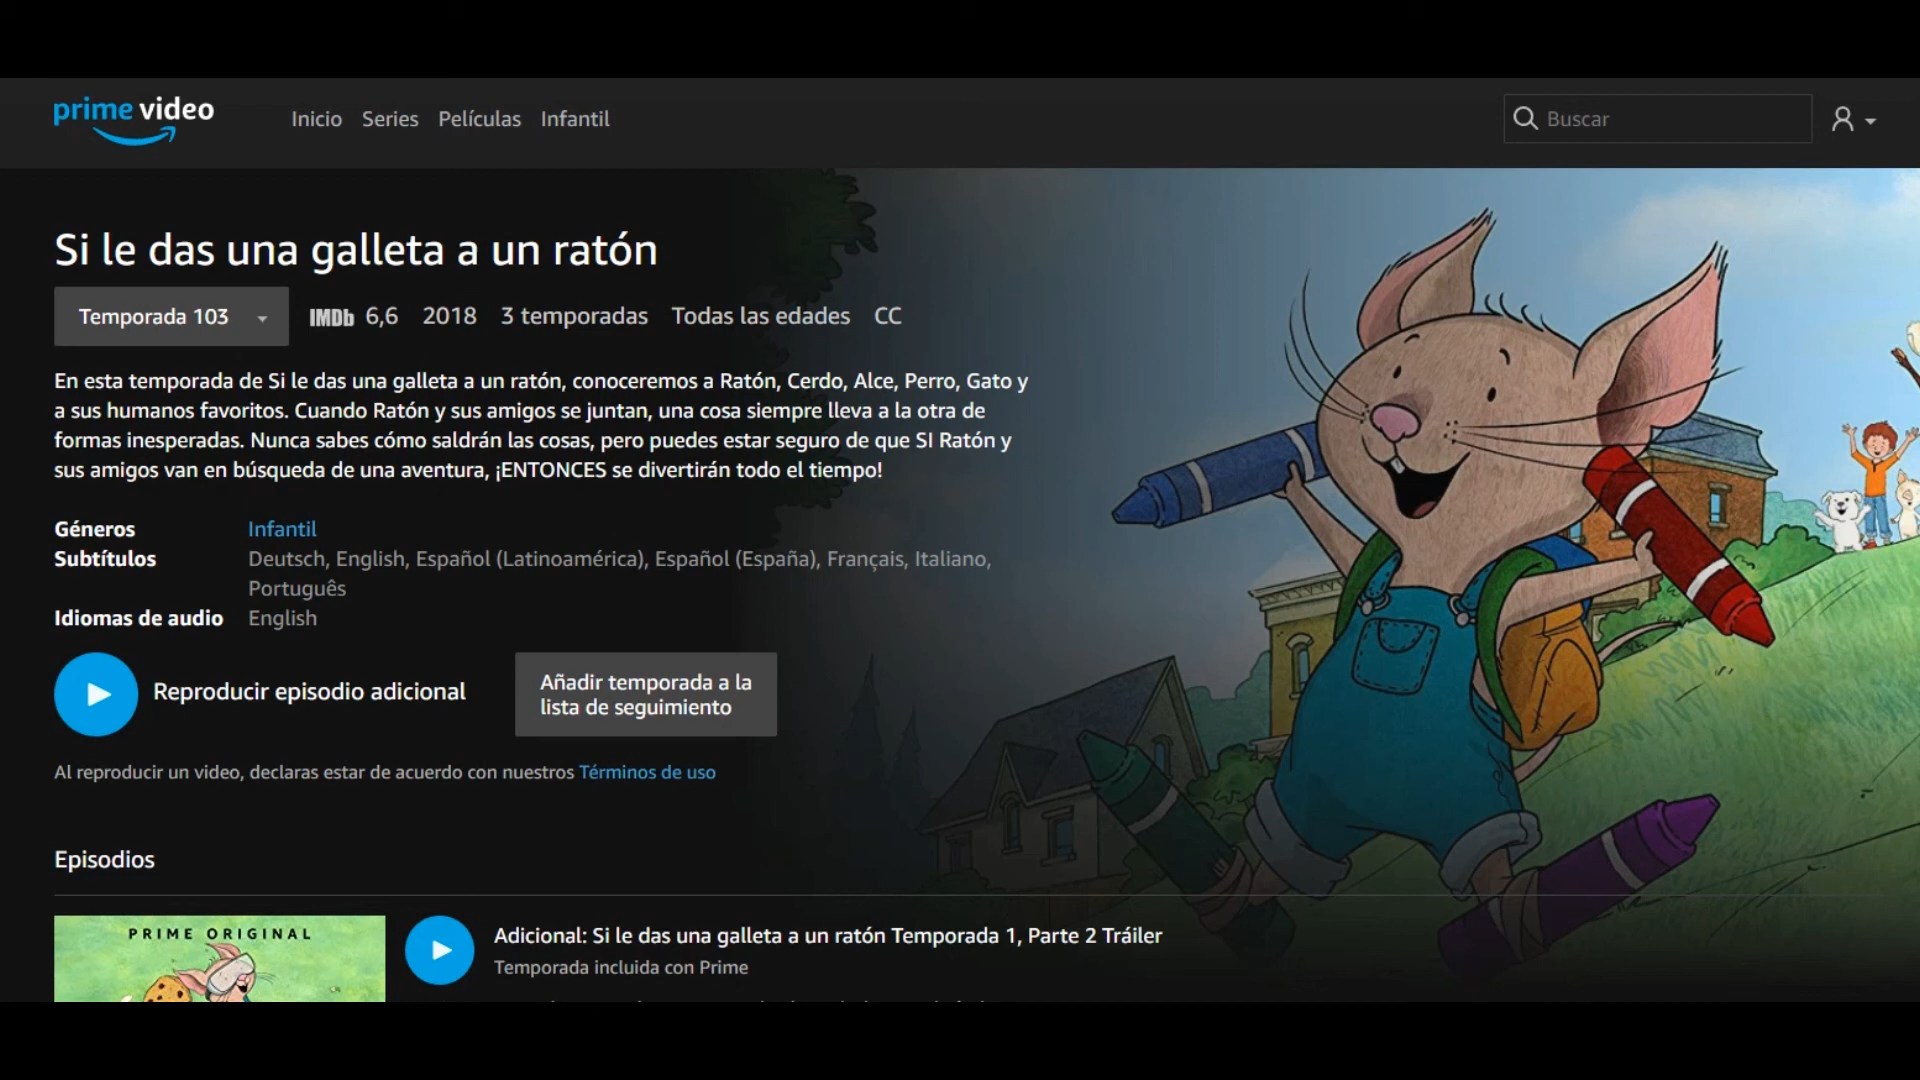 prime video
Inicio Series Películas Infantil
Buscar
Si le das una galleta a un ratón
Temporada 103
IMDb 6,6 2018 3 temporadas Todas las edades CC
En esta temporada de Si le das una galleta a un ratón, conoceremos a Ratón, Cerdo, Alce, Perro, Gato y
a sus humanos favoritos. Cuando Ratón y sus amigos se juntan, una cosa siempre lleva a la otra de
formas inesperadas. Nunca sabes cómo saldrán las cosas, pero puedes estar seguro de que SI Ratón y
sus amigos van en búsqueda de una aventura, ¡ENTONCES se divertirán todo el tiempo!
Géneros Infantil
Subtítulos Deutsch, English, Español (Latinoamérica), Español (España), Français, Italiano,
Português
Idiomas de audio English
Reproducir episodio adicional
Añadir temporada a la
lista de seguimiento
Al reproducir un video, declaras estar de acuerdo con nuestros Términos de uso
Episodios
PRIME ORIGINAL
Adicional: Si le das una galleta a un ratón Temporada 1, Parte 2 Tráiler
Temporada incluida con Prime